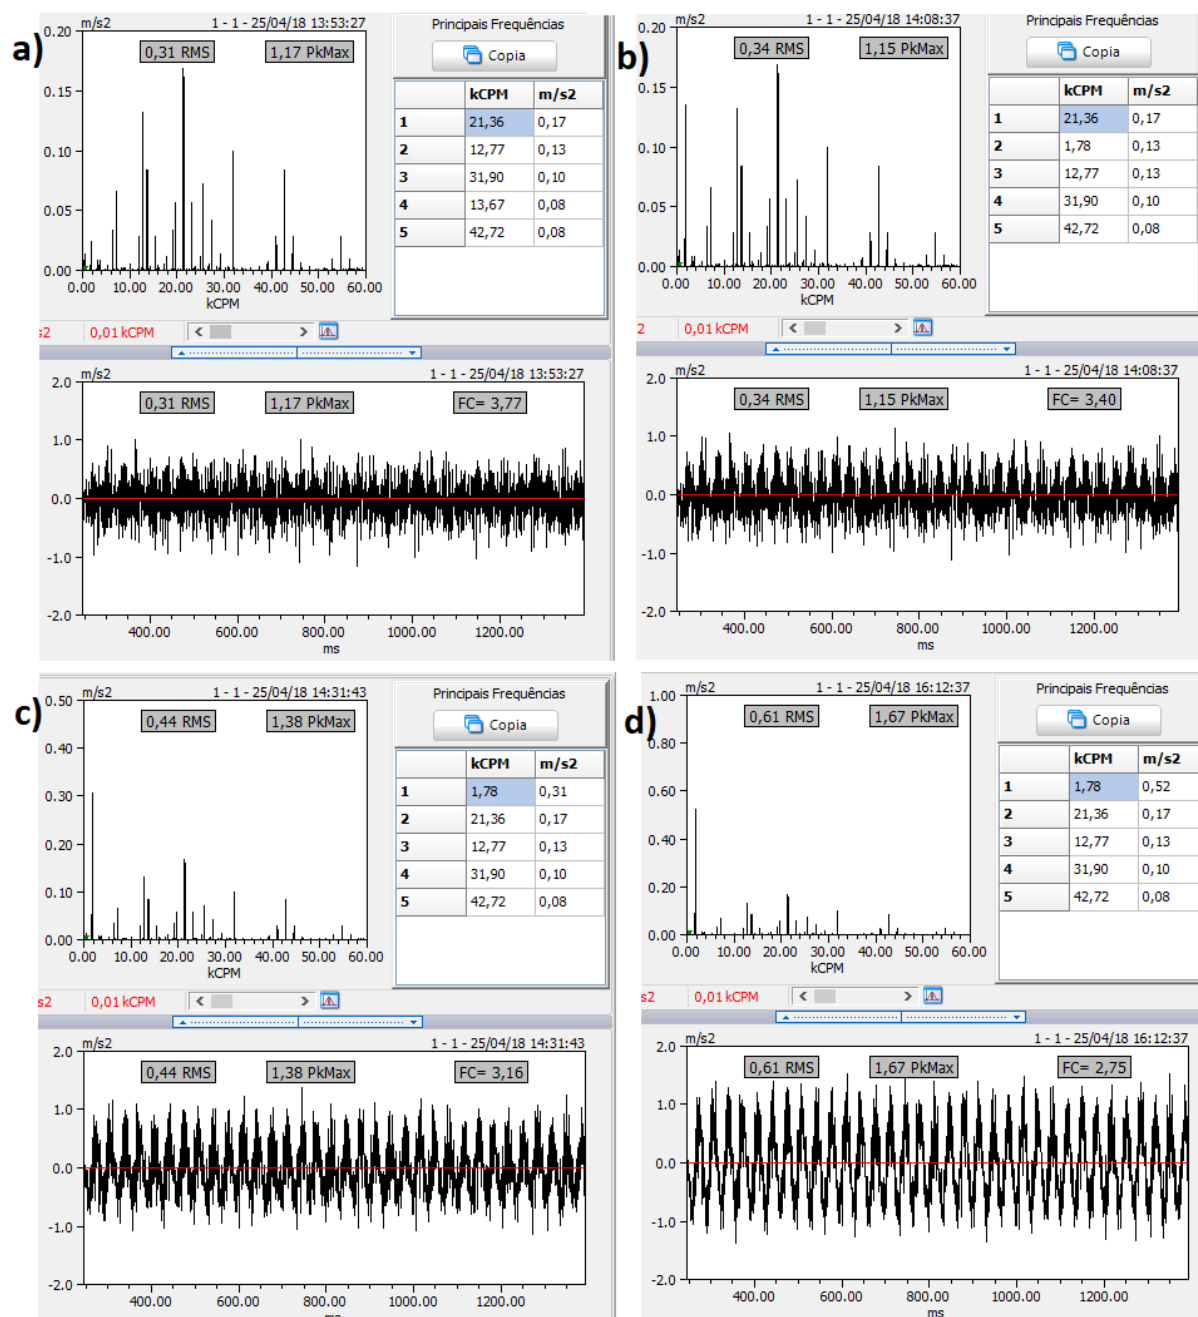 a)
m/s2 1 - 1 - 25/04/18 13:53:27
0,31 RMS 1,17 PkMax
0.20
0.15
0.10
0.05
0.00
0.00 10.00 20.00 30.00 40.00 50.00 60.00
kCPM
Principais Frequências
Copia
kCPM m/s2
1 21,36 0,17
2 12,77 0,13
3 31,90 0,10
4 13,67 0,08
5 42,72 0,08
s2 0,01 kCPM
m/s2 1 - 1 - 25/04/18 13:53:27
0,31 RMS 1,17 PkMax FC= 3,77
2.0
1.0
0.0
-1.0
-2.0
400.00 600.00 800.00 1000.00 1200.00
ms
b)
m/s2 1 - 1 - 25/04/18 14:08:37
0,34 RMS 1,15 PkMax
0.20
0.15
0.10
0.05
0.00
0.00 10.00 20.00 30.00 40.00 50.00 60.00
kCPM
Principais Frequências
Copia
kCPM m/s2
1 21,36 0,17
2 1,78 0,13
3 12,77 0,13
4 31,90 0,10
5 42,72 0,08
2 0,01 kCPM
m/s2 1 - 1 - 25/04/18 14:08:37
0,34 RMS 1,15 PkMax FC= 3,40
2.0
1.0
0.0
-1.0
-2.0
400.00 600.00 800.00 1000.00 1200.00
ms
c)
m/s2 1 - 1 - 25/04/18 14:31:43
0,44 RMS 1,38 PkMax
0.50
0.40
0.30
0.20
0.10
0.00
0.00 10.00 20.00 30.00 40.00 50.00 60.00
kCPM
Principais Frequências
Copia
kCPM m/s2
1 1,78 0,31
2 21,36 0,17
3 12,77 0,13
4 31,90 0,10
5 42,72 0,08
s2 0,01 kCPM
m/s2 1 - 1 - 25/04/18 14:31:43
0,44 RMS 1,38 PkMax FC= 3,16
2.0
1.0
0.0
-1.0
-2.0
400.00 600.00 800.00 1000.00 1200.00
ms
d)
m/s2 1 - 1 - 25/04/18 16:12:37
0,61 RMS 1,67 PkMax
1.00
0.80
0.60
0.40
0.20
0.00
0.00 10.00 20.00 30.00 40.00 50.00 60.00
kCPM
Principais Frequências
Copia
kCPM m/s2
1 1,78 0,52
2 21,36 0,17
3 12,77 0,13
4 31,90 0,10
5 42,72 0,08
s2 0,01 kCPM
m/s2 1 - 1 - 25/04/18 16:12:37
0,61 RMS 1,67 PkMax FC= 2,75
2.0
1.0
0.0
-1.0
-2.0
400.00 600.00 800.00 1000.00 1200.00
ms